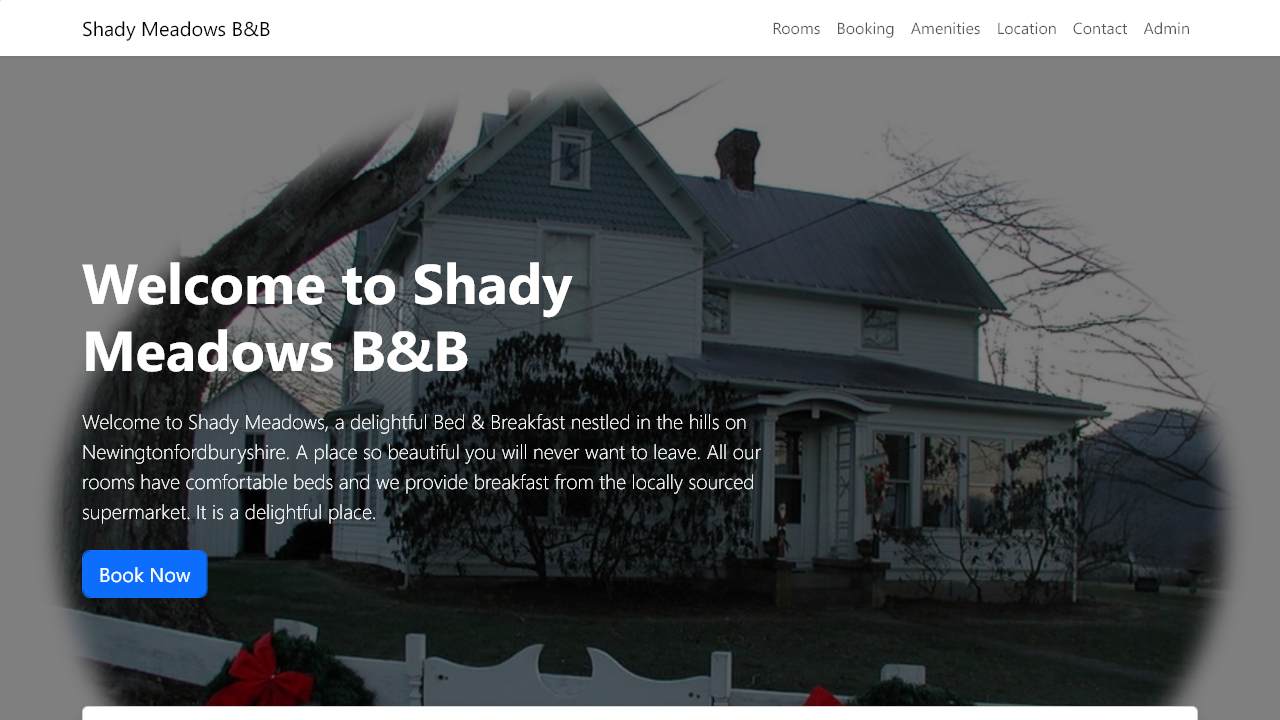 Shady Meadows B&B
Rooms
Booking
Amenities
Location
Contact
Admin
Welcome to Shady
Meadows B&B
Welcome to Shady Meadows, a delightful Bed & Breakfast nestled in the hills on
Newingtonfordburyshire. A place so beautiful you will never want to leave. All our
rooms have comfortable beds and we provide breakfast from the locally sourced
supermarket. It is a delightful place.
Book Now